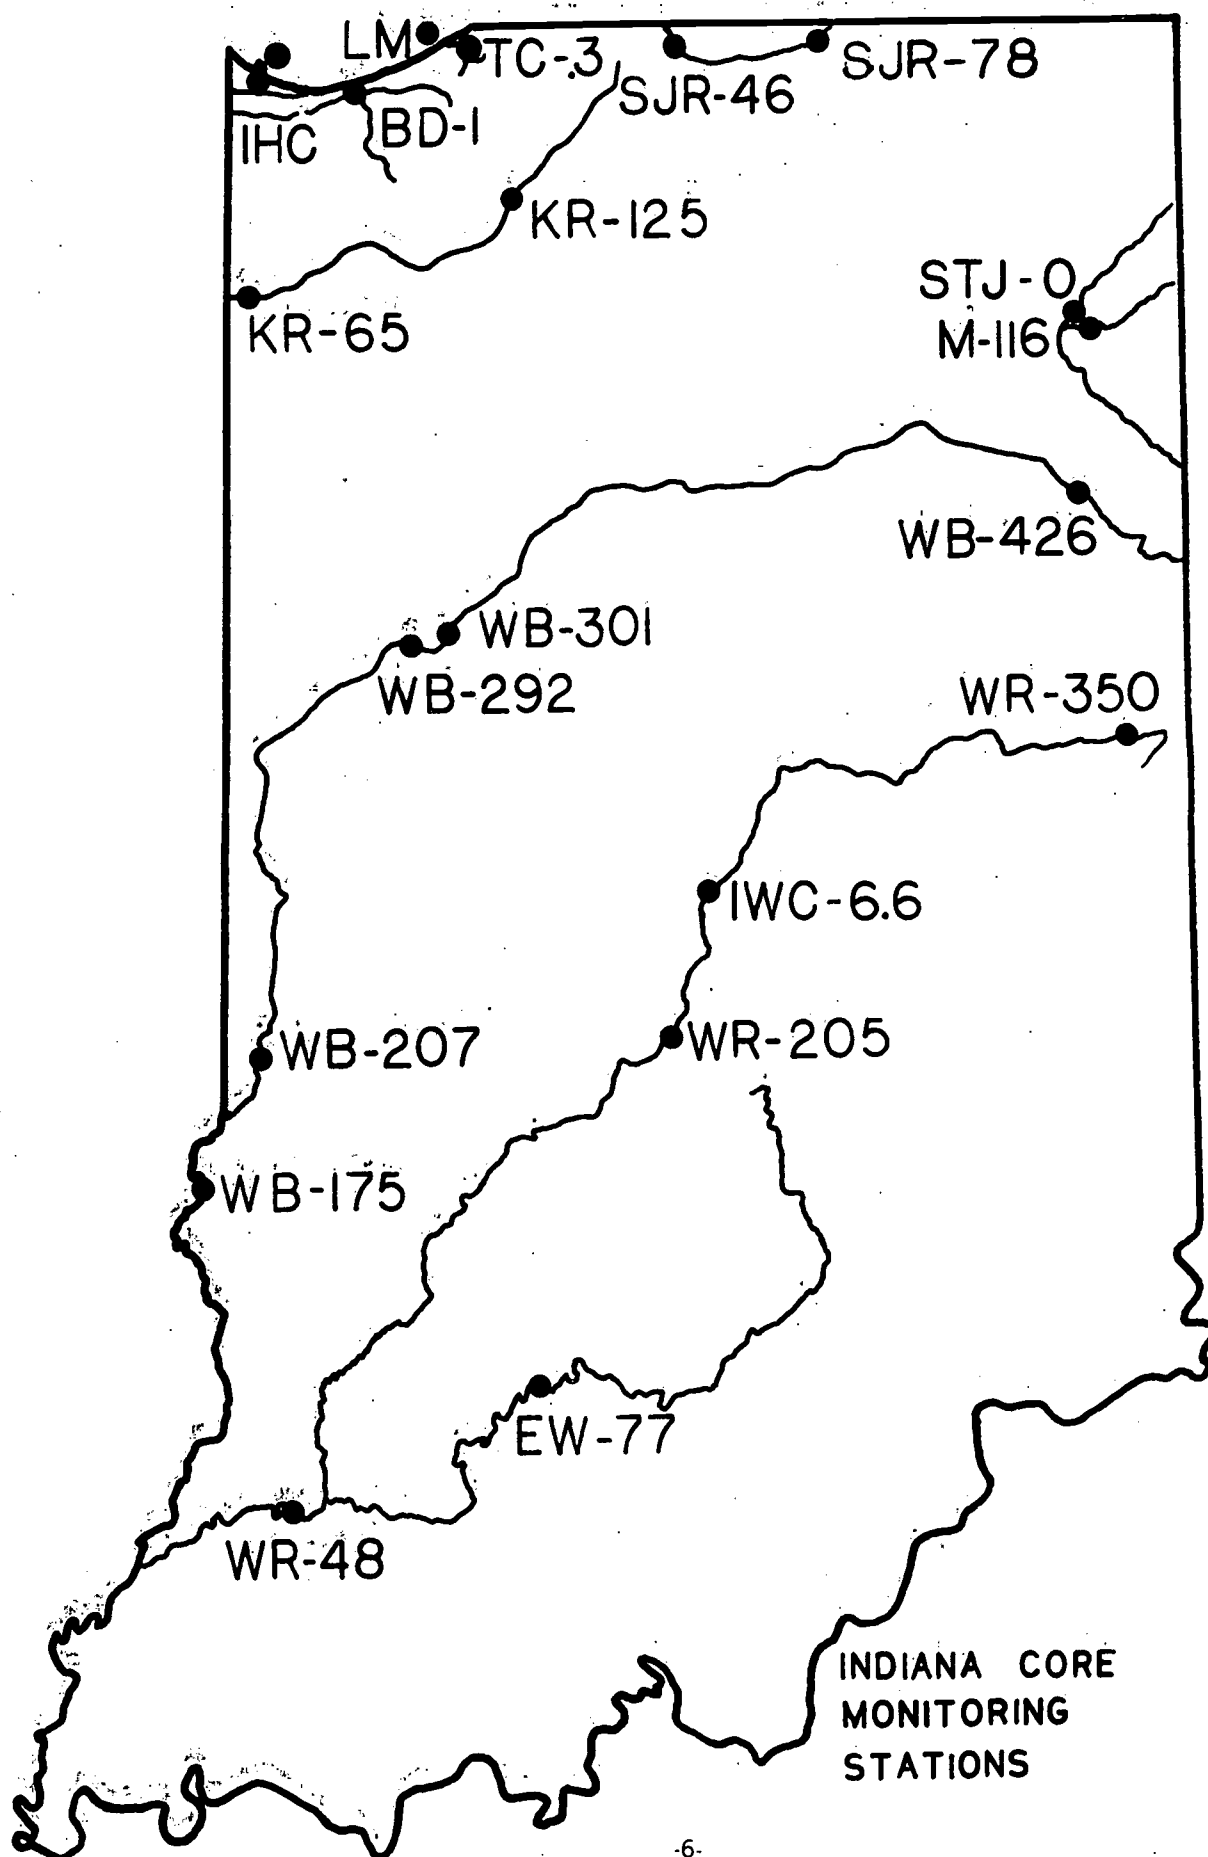 LM
TC-.3
SJR-78
SJR-46
BD-1
IHC
KR-125
STJ-0
KR-65
M-116
WB-426
WB-301
WB-292
WR-350
IWC-6.6
WR-205
WB-207
WB-175
EW-77
WR-48
INDIANA CORE
MONITORING
STATIONS
-6-